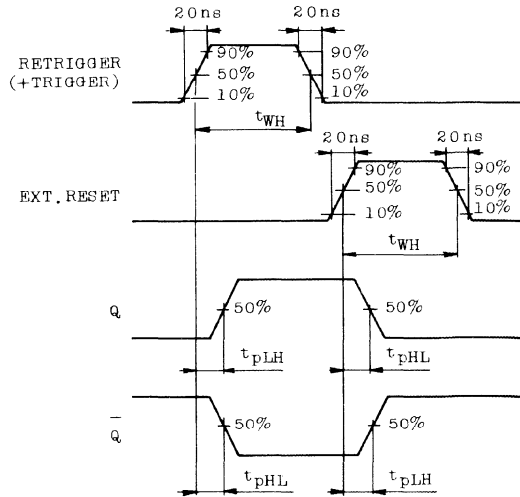 20ns 20ns
RETRIGGER 90% 90%
(+TRIGGER) 50% 50%
10% 10%
tWH
20ns 20ns
90% 90%
EXT.RESET 50% 50%
10% 10%
tWH
Q 50% 50%
tpLH tpHL
Q̅ 50% 50%
tpHL tpLH